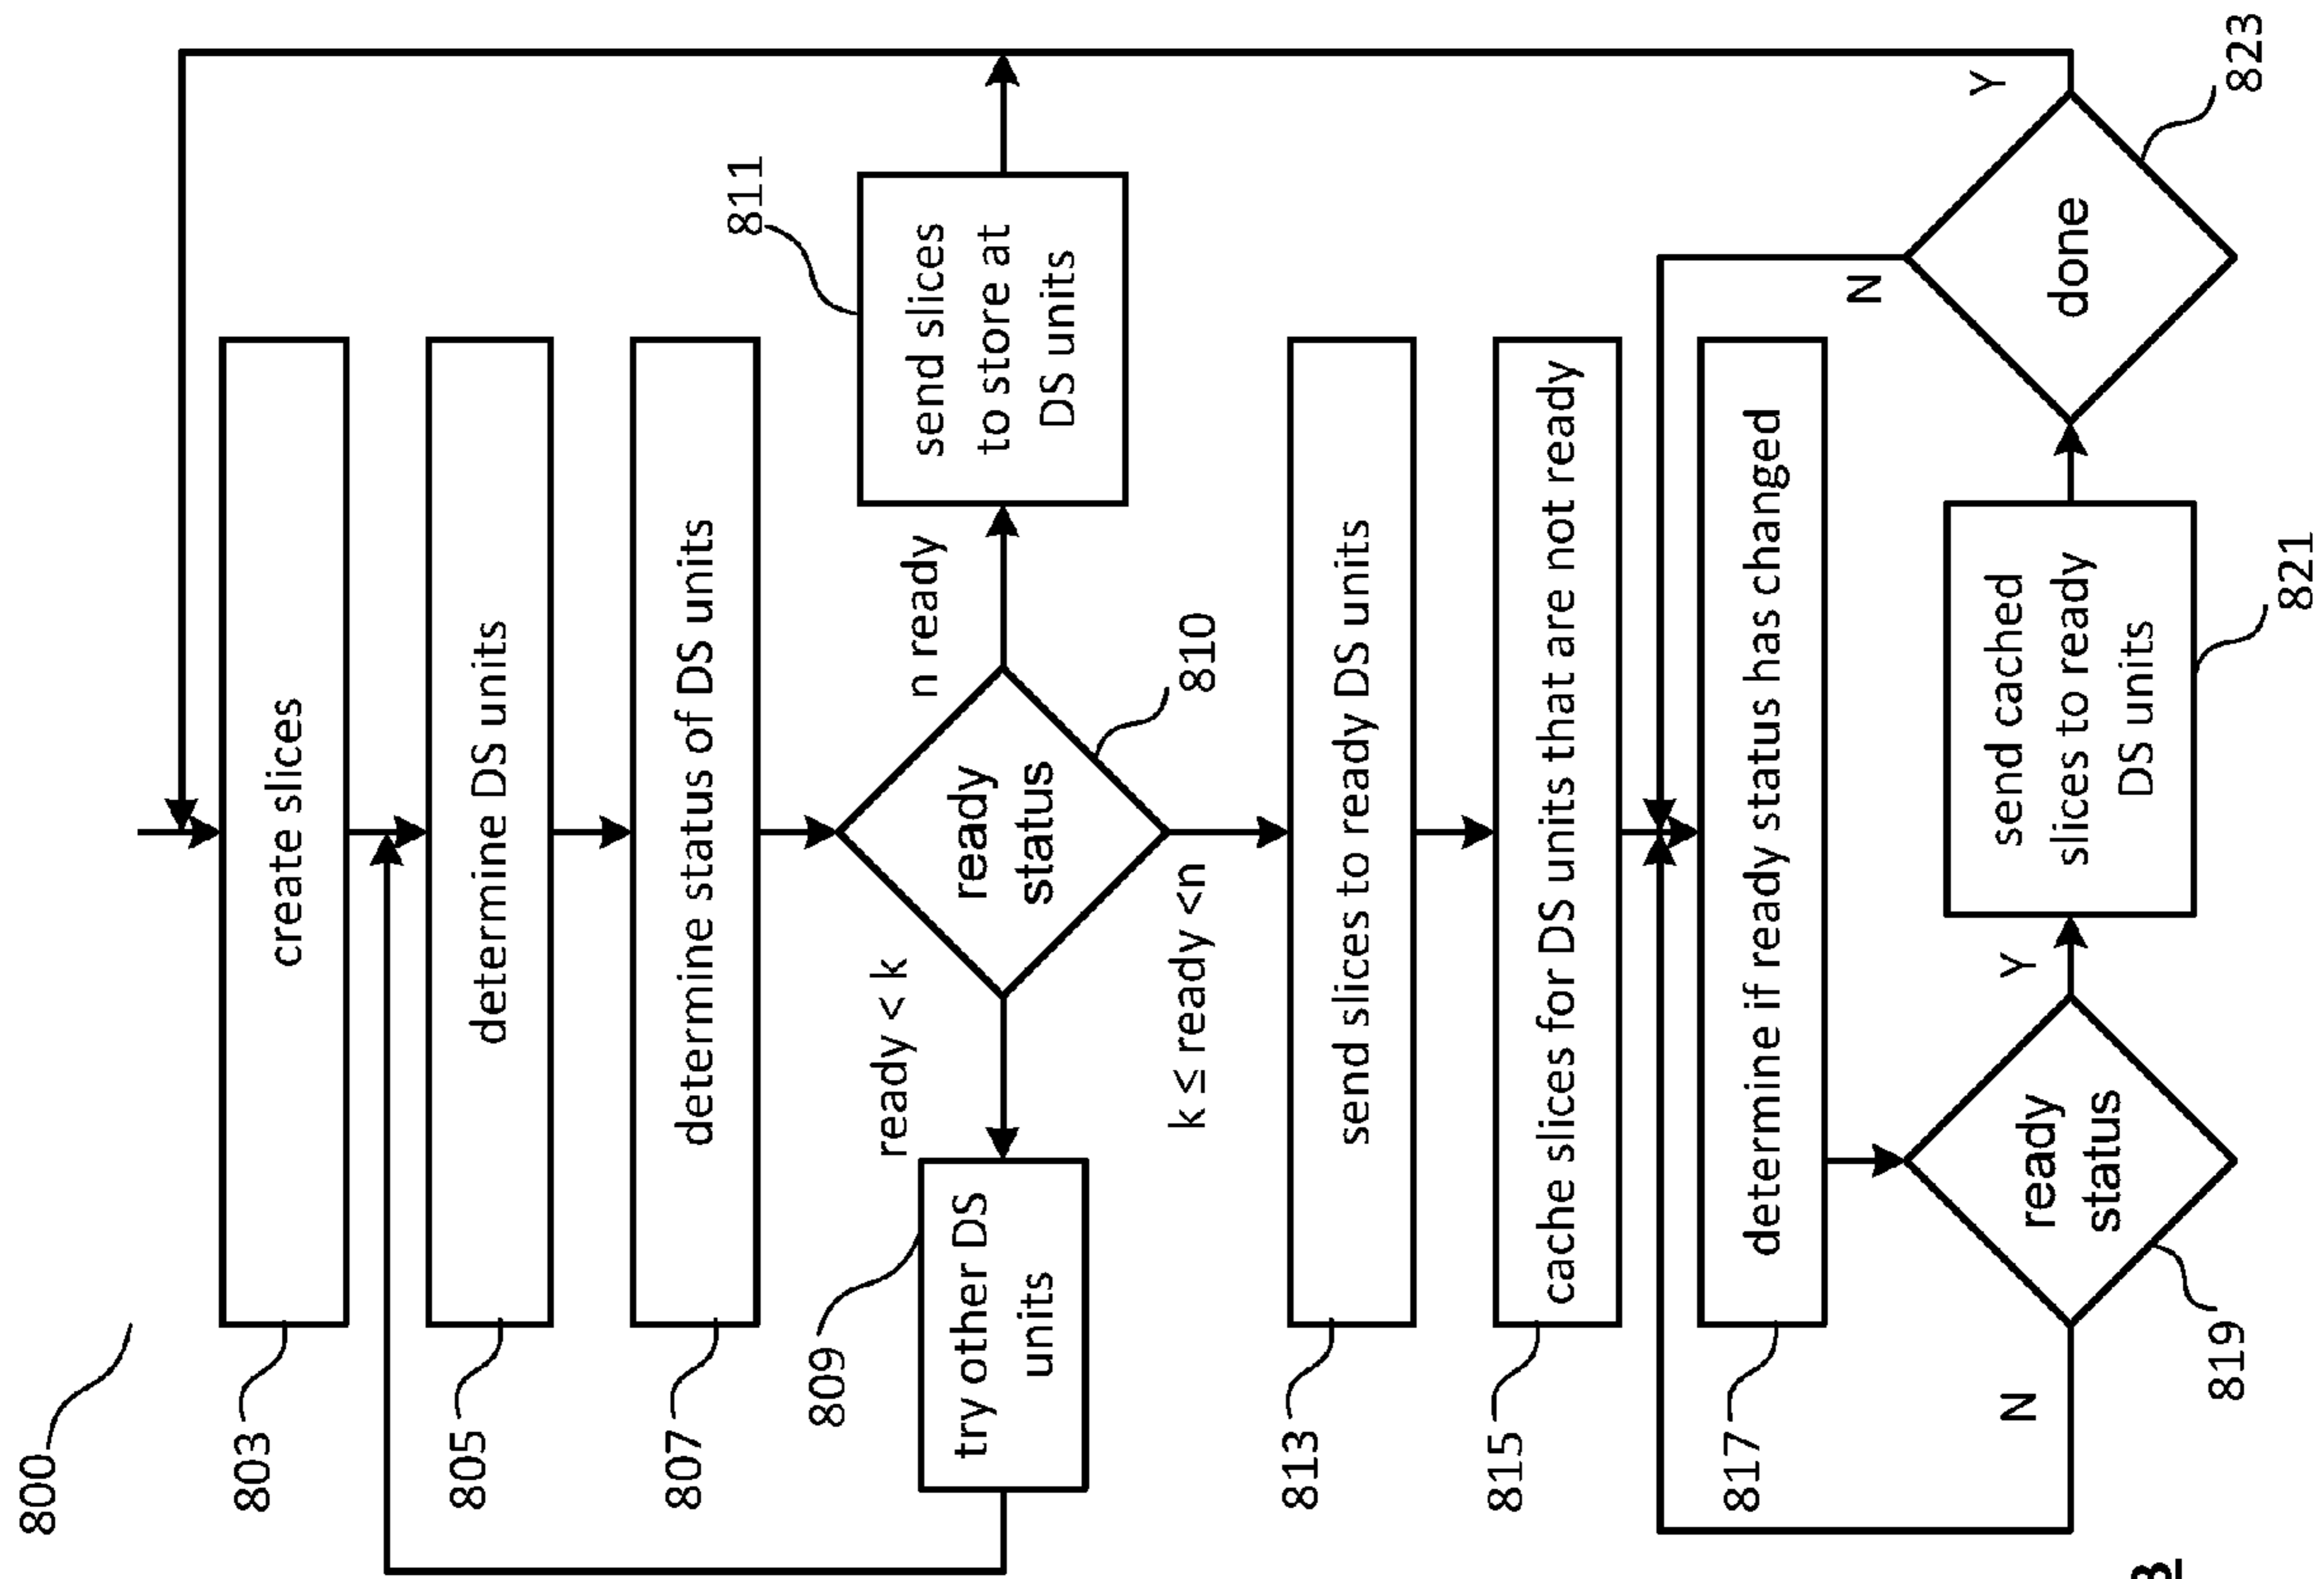 800
803
create slices
805
determine DS units
807
determine status of DS units
809
try other DS
units
ready < k
ready
status
810
n ready
811
send slices
to store at
DS units
k ≤ ready <n
813
send slices to ready DS units
815
cache slices for DS units that are not ready
817
determine if ready status has changed
N
ready
status
819
Y
send cached
slices to ready
DS units
821
N
done
Y
823